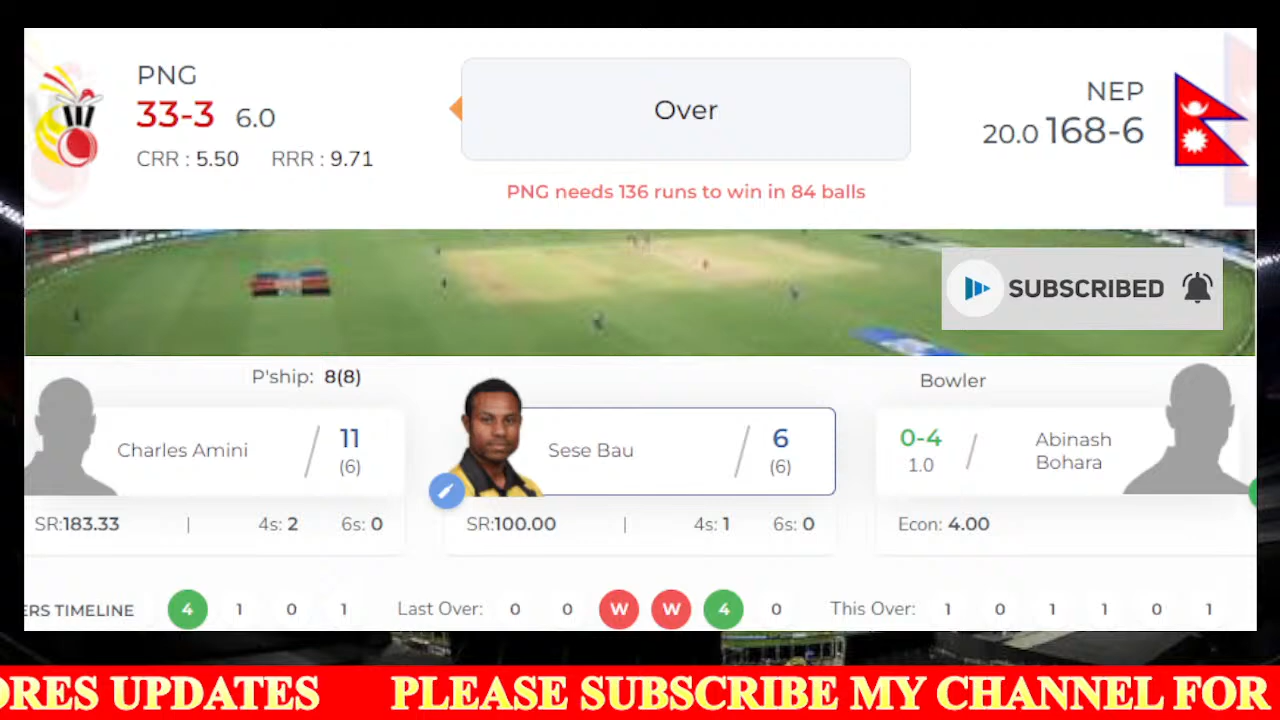 PNG
33-3 6.0
CRR : 5.50 RRR : 9.71
Over
PNG needs 136 runs to win in 84 balls
NEP
20.0 168-6
SUBSCRIBED
P'ship: 8(8)
Charles Amini
11
(6)
SR:183.33 | 4s: 2 6s: 0
Sese Bau
6
(6)
SR:100.00 | 4s: 1 6s: 0
Bowler
0-4
1.0
Abinash
Bohara
Econ: 4.00
ERS TIMELINE 4 1 0 1 Last Over: 0 0 W W 4 0 This Over: 1 0 1 1 0 1
ORES UPDATES PLEASE SUBSCRIBE MY CHANNEL FOR